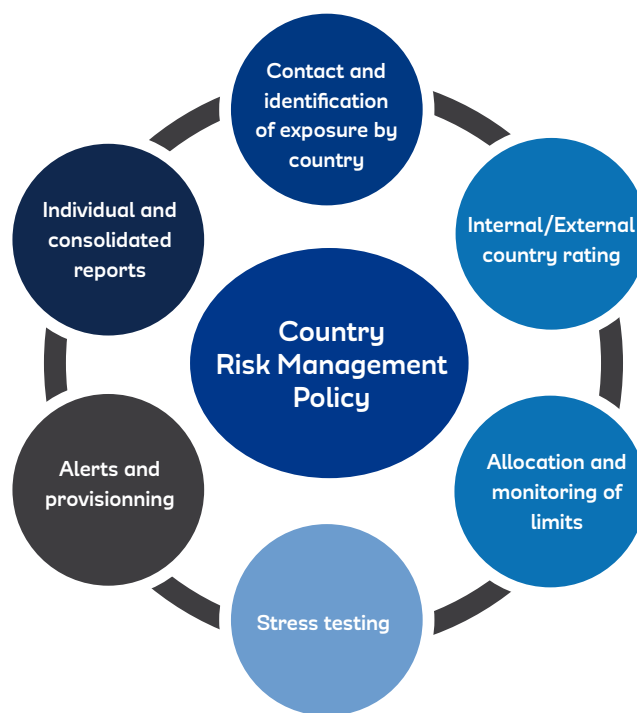 Contact and
identification
of exposure by
country
Internal/External
country rating
Allocation and
monitoring of
limits
Stress testing
Alerts and
provisionning
Individual and
consolidated
reports
Country
Risk Management
Policy